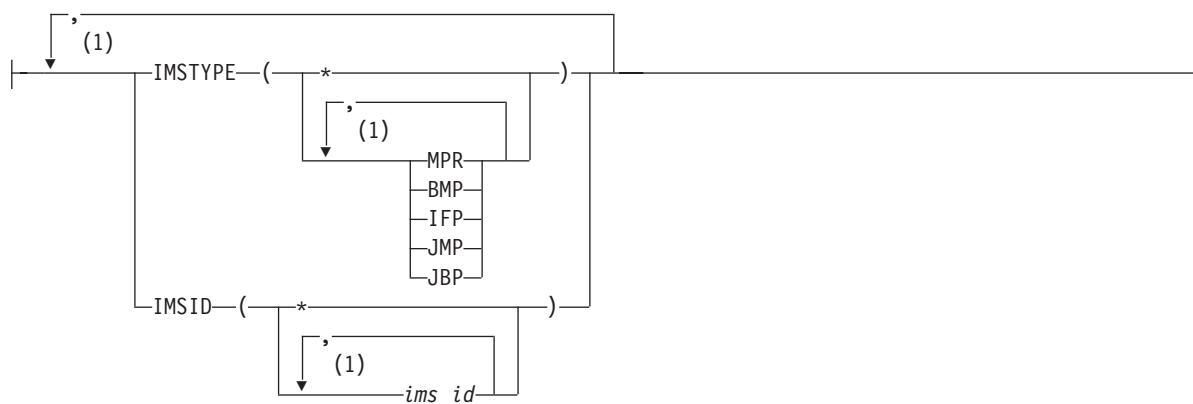 ,
(1)
IMSTYPE ( * )
,
(1)
MPR
BMP
IFP
JMP
JBP
IMSID ( * )
,
(1)
ims id